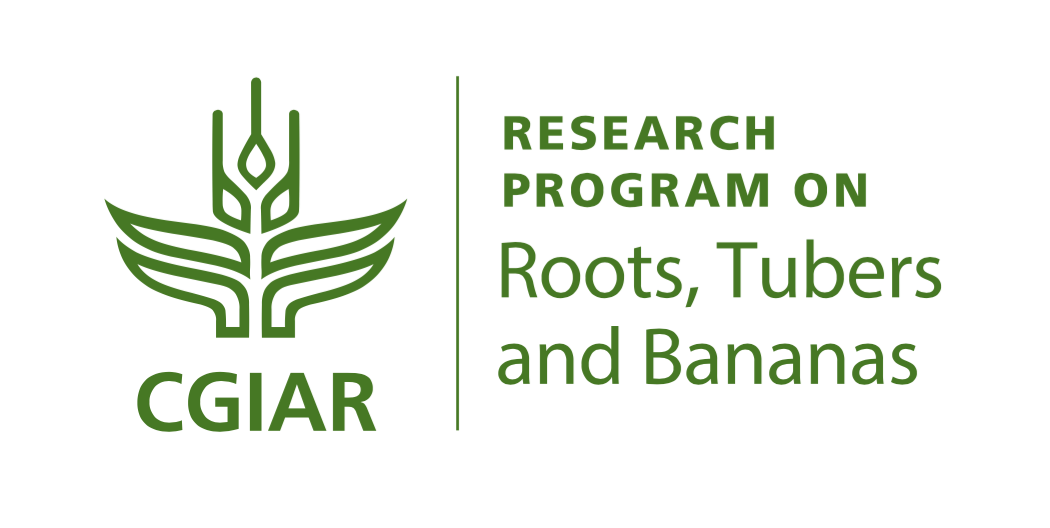 CGIAR
RESEARCH
PROGRAM ON
Roots, Tubers
and Bananas